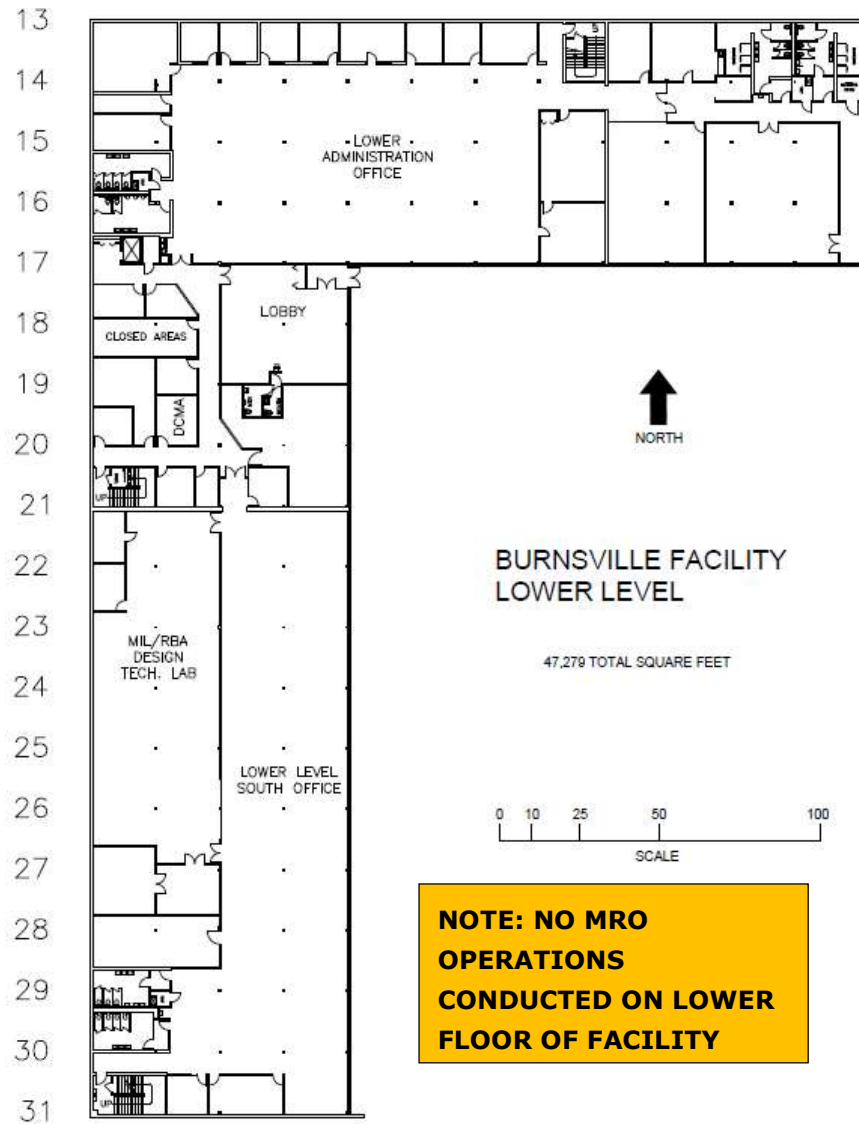 13
14
15
16
17
18
19
20
21
22
23
24
25
26
27
28
29
30
31
UP
LOWER
ADMINISTRATION
OFFICE
LOBBY
CLOSED AREAS
DCMA
UP
NORTH
BURNSVILLE FACILITY
LOWER LEVEL
47,279 TOTAL SQUARE FEET
MIL/RBA
DESIGN
TECH. LAB
LOWER LEVEL
SOUTH OFFICE
0 10 25 50 100
SCALE
NOTE: NO MRO
OPERATIONS
CONDUCTED ON LOWER
FLOOR OF FACILITY
UP